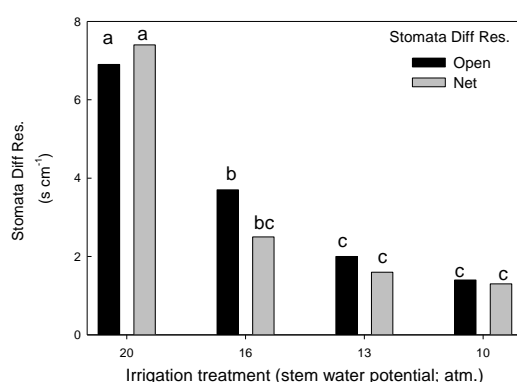 Stomata Diff Res.
Open
Net
8
6
4
2
0
Stomata Diff Res.
(s cm⁻¹)
a a
b bc
c c
c c
20 16 13 10
Irrigation treatment (stem water potential; atm.)